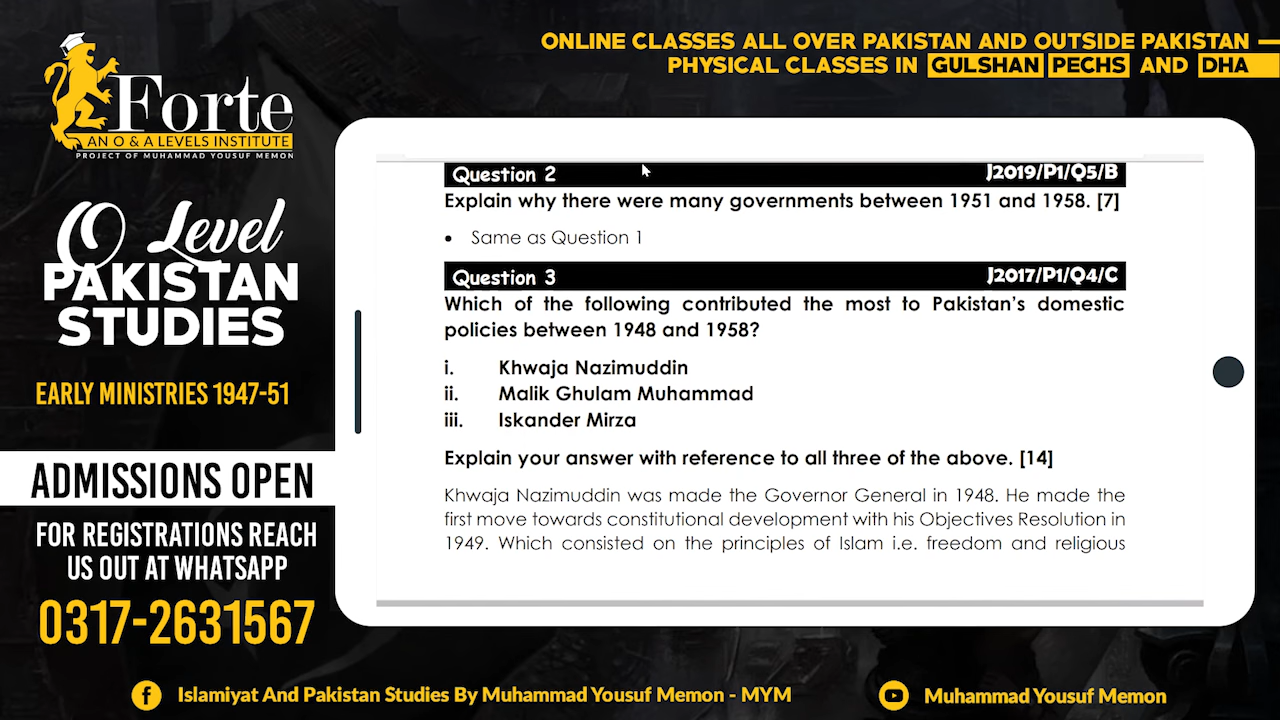 Forte
AN O & A LEVELS INSTITUTE
PROJECT OF MUHAMMAD YOUSUF MEMON
ONLINE CLASSES ALL OVER PAKISTAN AND OUTSIDE PAKISTAN
PHYSICAL CLASSES IN GULSHAN PECHS AND DHA
O Level
PAKISTAN
STUDIES
EARLY MINISTRIES 1947-51
ADMISSIONS OPEN
FOR REGISTRATIONS REACH
US OUT AT WHATSAPP
0317-2631567
Question 2 J2019/P1/Q5/B
Explain why there were many governments between 1951 and 1958. [7]
• Same as Question 1
Question 3 J2017/P1/Q4/C
Which of the following contributed the most to Pakistan's domestic
policies between 1948 and 1958?
i. Khwaja Nazimuddin
ii. Malik Ghulam Muhammad
iii. Iskander Mirza
Explain your answer with reference to all three of the above. [14]
Khwaja Nazimuddin was made the Governor General in 1948. He made the
first move towards constitutional development with his Objectives Resolution in
1949. Which consisted on the principles of Islam i.e. freedom and religious
Islamiyat And Pakistan Studies By Muhammad Yousuf Memon - MYM
Muhammad Yousuf Memon